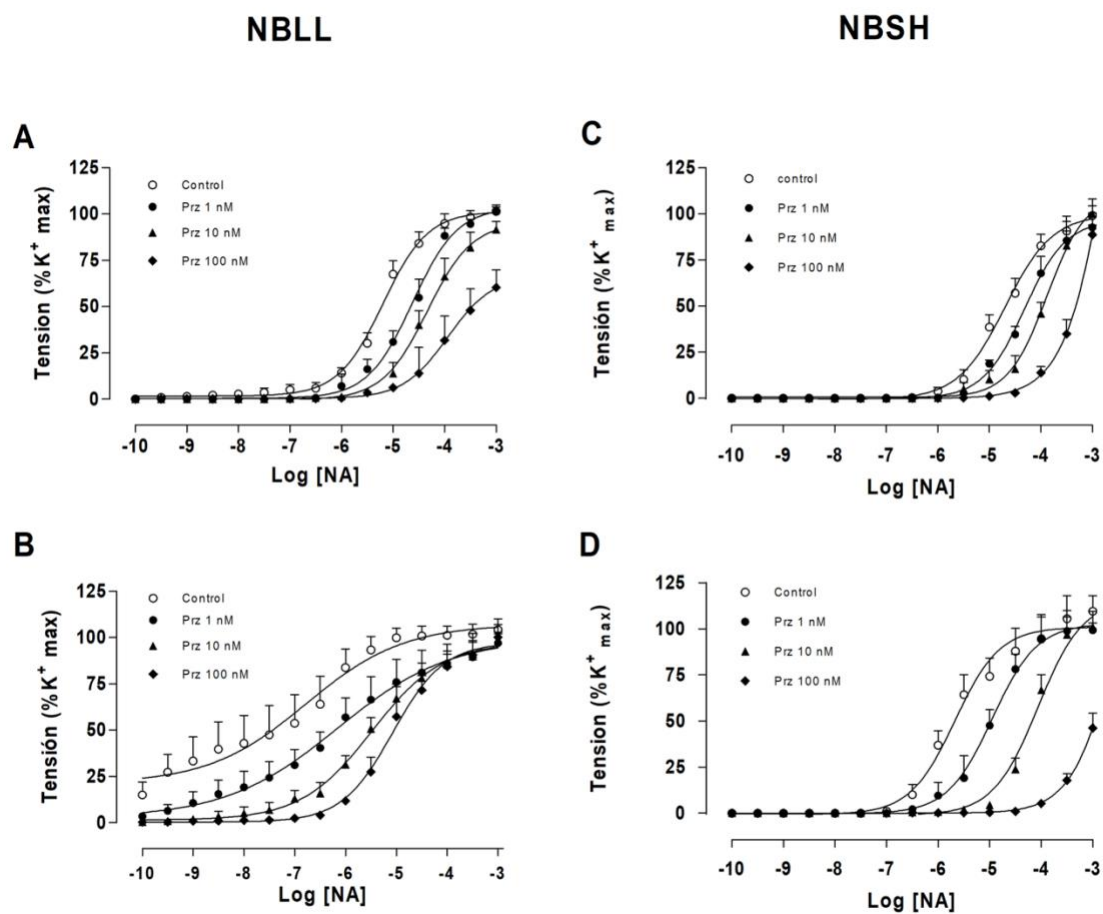 NBLL
NBSH
A
125
100
75
50
25
0
Tension (%K+ max)
Control
Prz 1 nM
Prz 10 nM
Prz 100 nM
-10 -9 -8 -7 -6 -5 -4 -3
Log [NA]
C
125
100
75
50
25
0
Tension (%K+ max)
control
Prz 1 nM
Prz 10 nM
Prz 100 nM
-10 -9 -8 -7 -6 -5 -4 -3
Log [NA]
B
125
100
75
50
25
0
Tensión (%K+ max)
Control
Prz 1 nM
Prz 10 nM
Prz 100 nM
-10 -9 -8 -7 -6 -5 -4 -3
Log [NA]
D
125
100
75
50
25
0
Tension (%K+ max)
Control
Prz 1 nM
Prz 10 nM
Prz 100 nM
-10 -9 -8 -7 -6 -5 -4 -3
Log [NA]